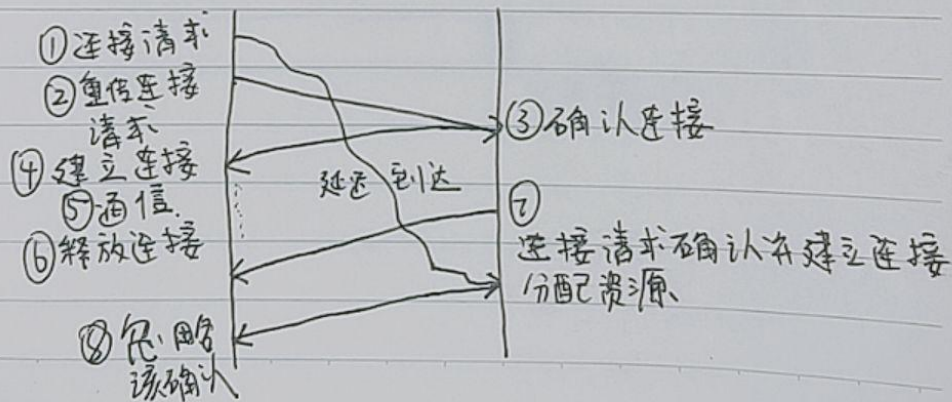 ①连接请求
②重传连接
请求
③确认连接
④建立连接
⑤通信
延迟到达
⑥释放连接
⑦
连接请求确认并建立连接
分配资源
⑧忽略
该确认